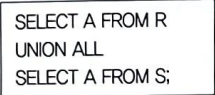 SELECT A FROM R
UNION ALL
SELECT A FROM S;